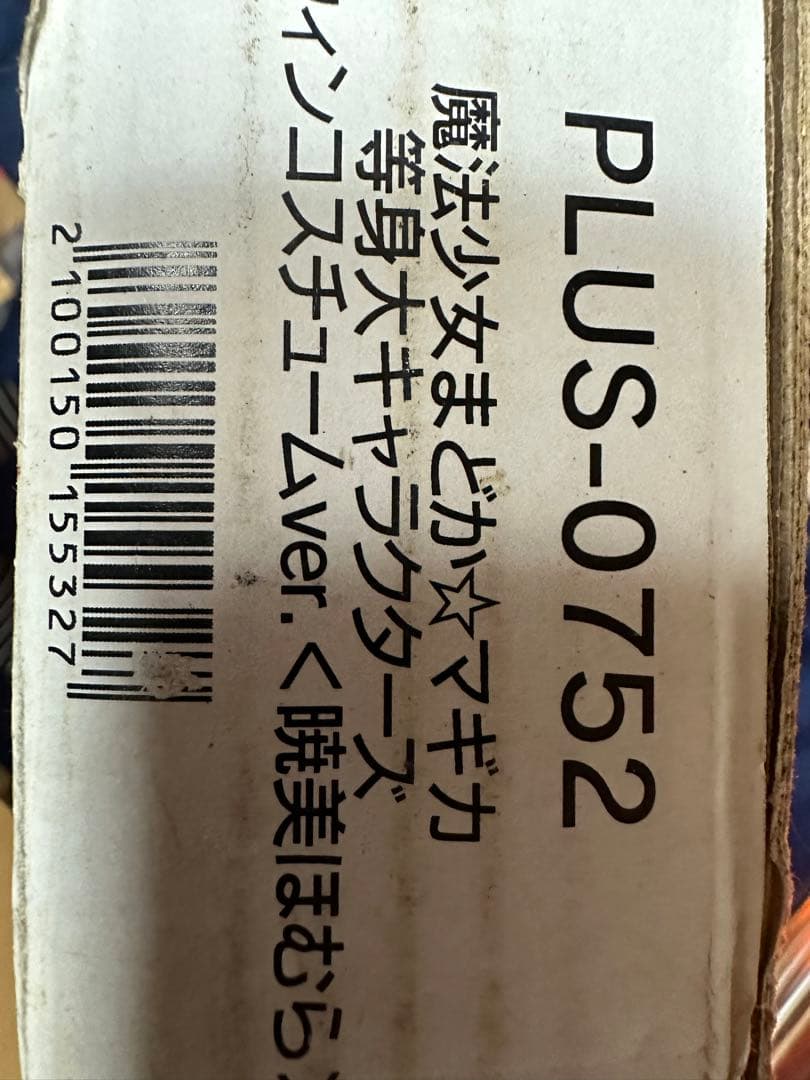 PLUS-0752
魔法少女まどか☆マギカ
等身大キャラクターズ
ィンコスチュームver.<暁美ほむら>
2100150155327